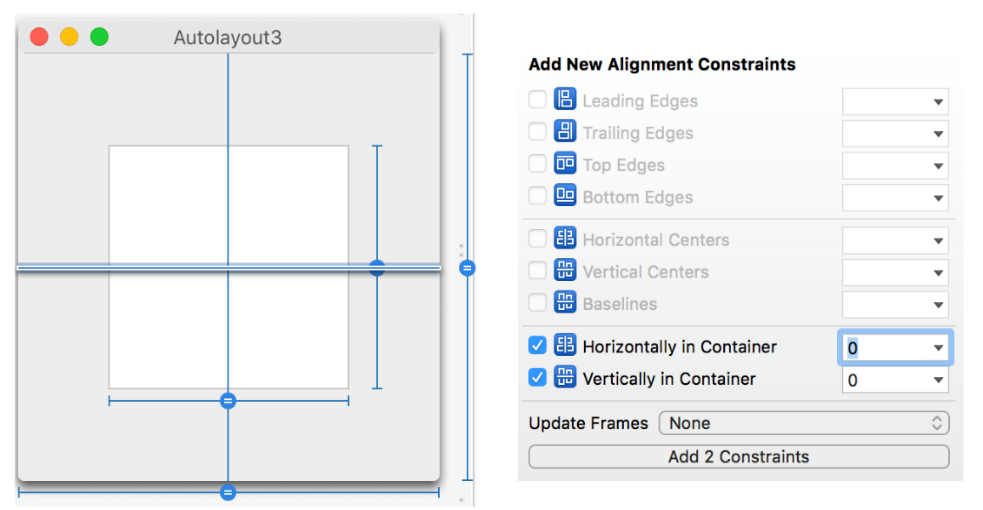 Autolayout3
Add New Alignment Constraints
Leading Edges
Trailing Edges
Top Edges
Bottom Edges
Horizontal Centers
Vertical Centers
Baselines
Horizontally in Container 0
Vertically in Container 0
Update Frames None
Add 2 Constraints